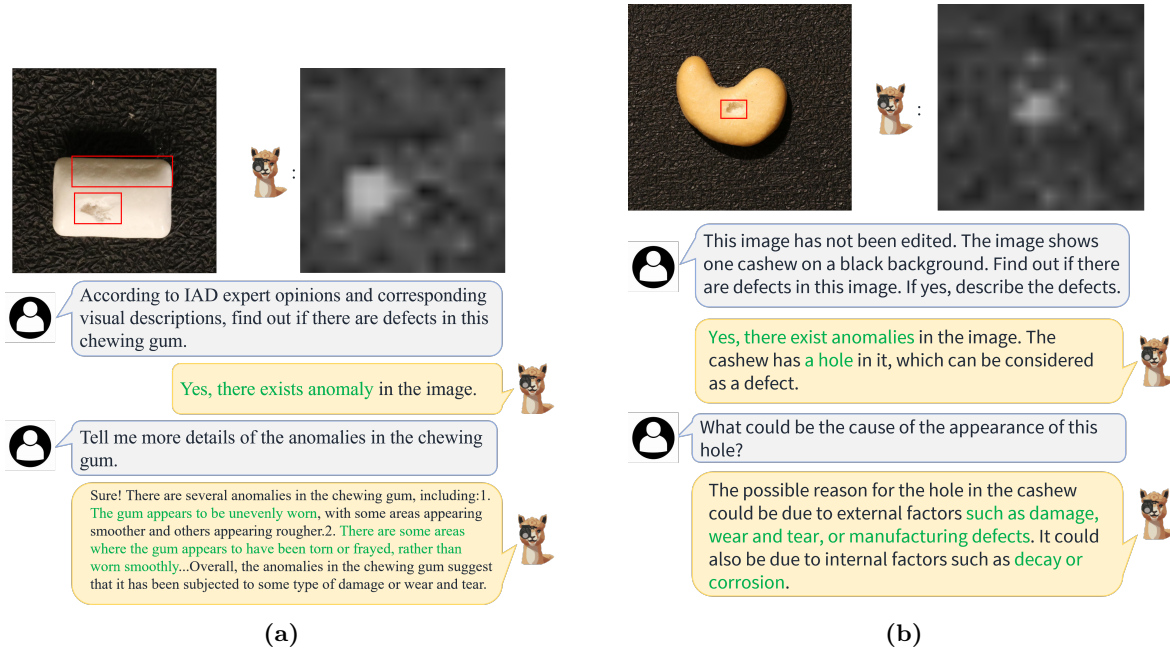 :
According to IAD expert opinions and corresponding
visual descriptions, find out if there are defects in this
chewing gum.
Yes, there exists anomaly in the image.
Tell me more details of the anomalies in the chewing
gum.
Sure! There are several anomalies in the chewing gum, including:1.
The gum appears to be unevenly worn, with some areas appearing
smoother and others appearing rougher.2. There are some areas
where the gum appears to have been torn or frayed, rather than
worn smoothly...Overall, the anomalies in the chewing gum suggest
that it has been subjected to some type of damage or wear and tear.
(a)
:
This image has not been edited. The image shows
one cashew on a black background. Find out if there
are defects in this image. If yes, describe the defects.
Yes, there exist anomalies in the image. The
cashew has a hole in it, which can be considered
as a defect.
What could be the cause of the appearance of this
hole?
The possible reason for the hole in the cashew
could be due to external factors such as damage,
wear and tear, or manufacturing defects. It could
also be due to internal factors such as decay or
corrosion.
(b)